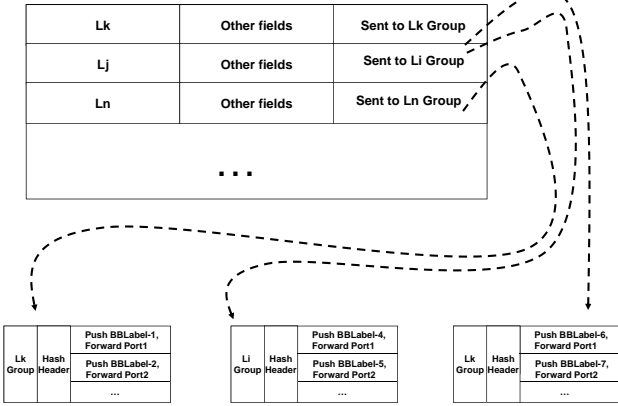 Lk Other fields Sent to Lk Group
Lj Other fields Sent to Li Group
Ln Other fields Sent to Ln Group
...
Lk Group
Hash Header
Push BBLabel-1,
Forward Port1
Push BBLabel-2,
Forward Port2
...
Li Group
Hash Header
Push BBLabel-4,
Forward Port1
Push BBLabel-5,
Forward Port2
...
Lk Group
Hash Header
Push BBLabel-6,
Forward Port1
Push BBLabel-7,
Forward Port2
...